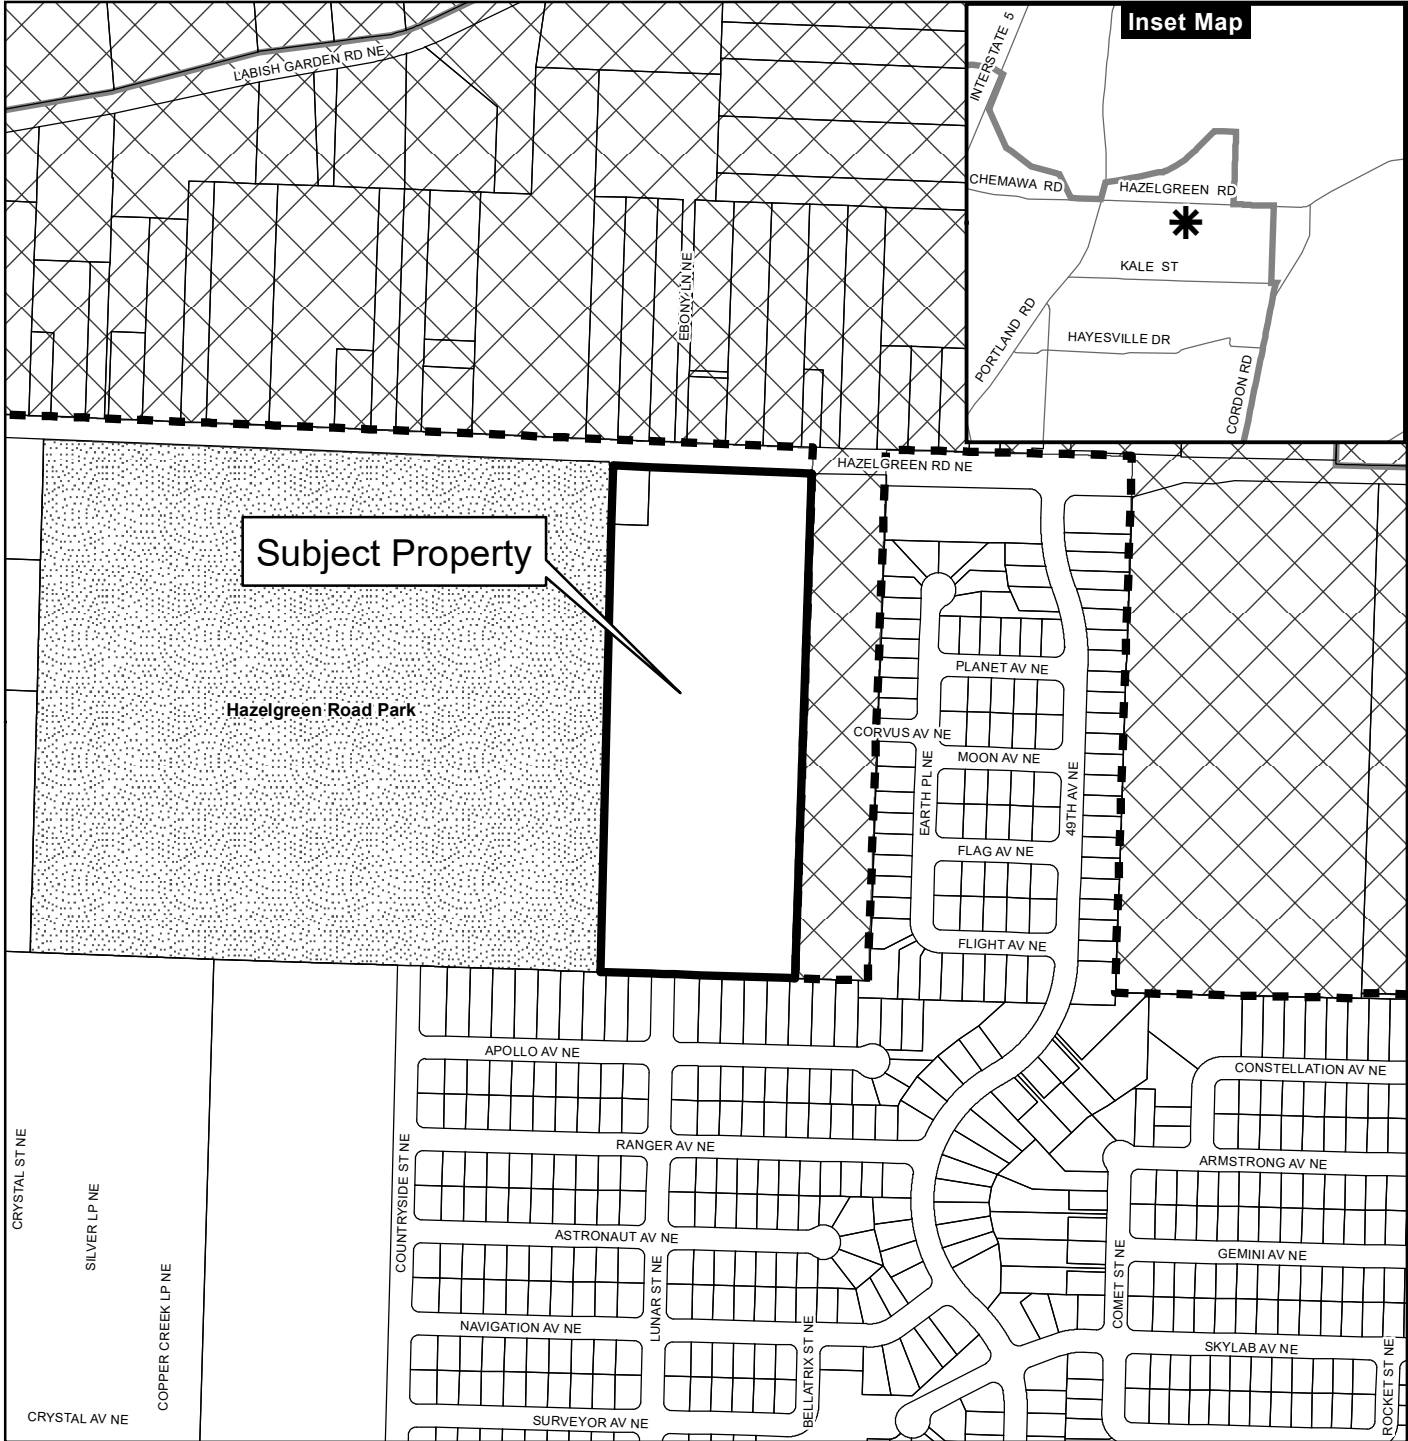 Inset Map
INTERSTATE 5
LABISH GARDEN RD NE
CHEMAWA RD
HAZELGREEN RD
KALE ST
EBONY LN NE
PORTLAND RD
HAYESVILLE DR
CORDON RD
HAZELGREEN RD NE
Subject Property
PLANET AV NE
Hazelgreen Road Park
CORVUS AV NE
MOON AV NE
EARTH PL NE
49TH AV NE
FLAG AV NE
FLIGHT AV NE
APOLLO AV NE
CONSTELLATION AV NE
RANGER AV NE
ARMSTRONG AV NE
CRYSTAL ST NE
SILVER LP NE
COUNTRYSIDE ST NE
ASTRONAUT AV NE
GEMINI AV NE
COPPER CREEK LP NE
LUNAR ST NE
COMET ST NE
NAVIGATION AV NE
SKYLAB AV NE
BELLATRIX ST NE
ROCKET ST NE
CRYSTAL AV NE
SURVEYOR AV NE